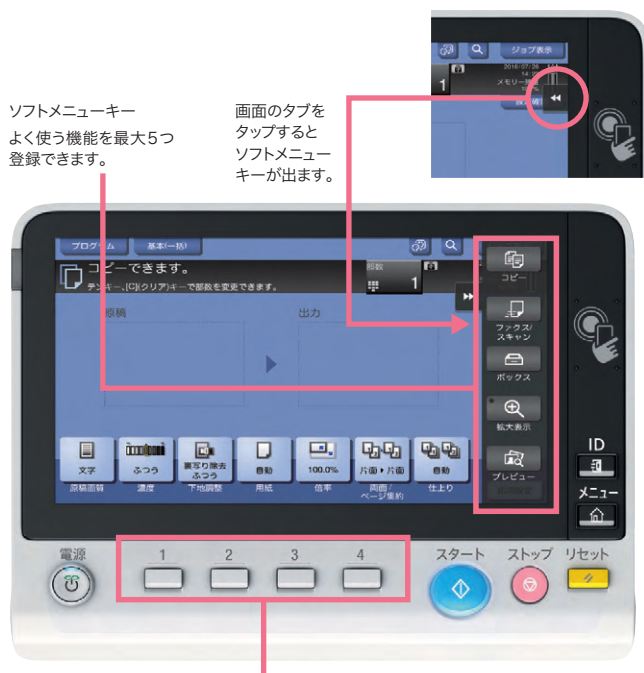 ジョブ表示
2016/07/26
1
メモリー残量
ソフトメニューキー
よく使う機能を最大5つ
登録できます。
画面のタブを
タップすると
ソフトメニュー
キーが出ます。
プログラム
基本(一括)
コピーできます。
テンキー、[C](クリア)キーで部数を変更できます。
部数
1
原稿
出力
コピー
ファクス/
スキャン
ボックス
拡大表示
プレビュー
文字
原稿画質
ふつう
濃度
裏写り除去
ふつう
下地調整
自動
用紙
100.0%
倍率
片面 ▶ 片面
両面/
ページ集約
自動
仕上り
ID
メニュー
電源
1
2
3
4
スタート
ストップ
リセット